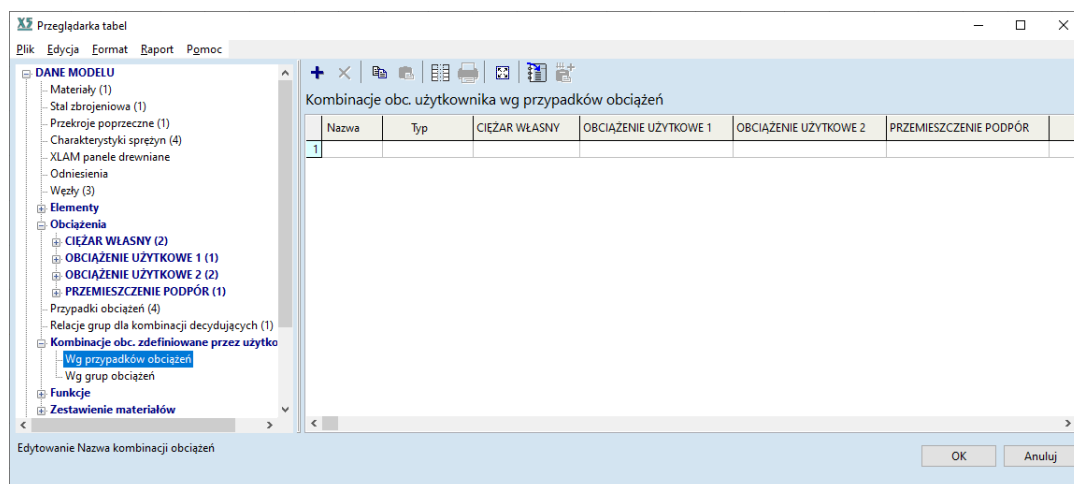 X5 Przeglądarka tabel
Plik Edycja Format Raport Pomoc
DANE MODELU
Materiały (1)
Stal zbrojeniowa (1)
Przekroje poprzeczne (1)
Charakterystyki sprężyn (4)
XLAM panele drewniane
Odniesienia
Węzły (3)
Elementy
Obciążenia
CIĘŻAR WŁASNY (2)
OBCIĄŻENIE UŻYTKOWE 1 (1)
OBCIĄŻENIE UŻYTKOWE 2 (2)
PRZEMIESZCZENIE PODPÓR (1)
Przypadki obciążeń (4)
Relacje grup dla kombinacji decydujących (1)
Kombinacje obc. zdefiniowane przez użytko
Wg przypadków obciążeń
Wg grup obciążeń
Funkcje
Zestawienie materiałów
Kombinacje obc. użytkownika wg przypadków obciążeń
Nazwa Typ CIĘŻAR WŁASNY OBCIĄŻENIE UŻYTKOWE 1 OBCIĄŻENIE UŻYTKOWE 2 PRZEMIESZCZENIE PODPÓR
1
Edytowanie Nazwa kombinacji obciążeń
OK Anuluj